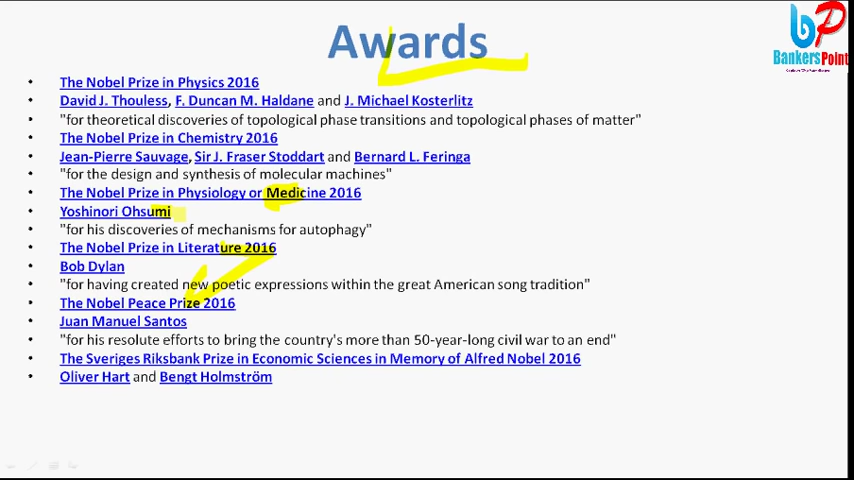 Awards
bP
BankersPoint
• The Nobel Prize in Physics 2016
• David J. Thouless, F. Duncan M. Haldane and J. Michael Kosterlitz
• "for theoretical discoveries of topological phase transitions and topological phases of matter"
• The Nobel Prize in Chemistry 2016
• Jean-Pierre Sauvage, Sir J. Fraser Stoddart and Bernard L. Feringa
• "for the design and synthesis of molecular machines"
• The Nobel Prize in Physiology or Medicine 2016
• Yoshinori Ohsumi
• "for his discoveries of mechanisms for autophagy"
• The Nobel Prize in Literature 2016
• Bob Dylan
• "for having created new poetic expressions within the great American song tradition"
• The Nobel Peace Prize 2016
• Juan Manuel Santos
• "for his resolute efforts to bring the country's more than 50-year-long civil war to an end"
• The Sveriges Riksbank Prize in Economic Sciences in Memory of Alfred Nobel 2016
• Oliver Hart and Bengt Holmström